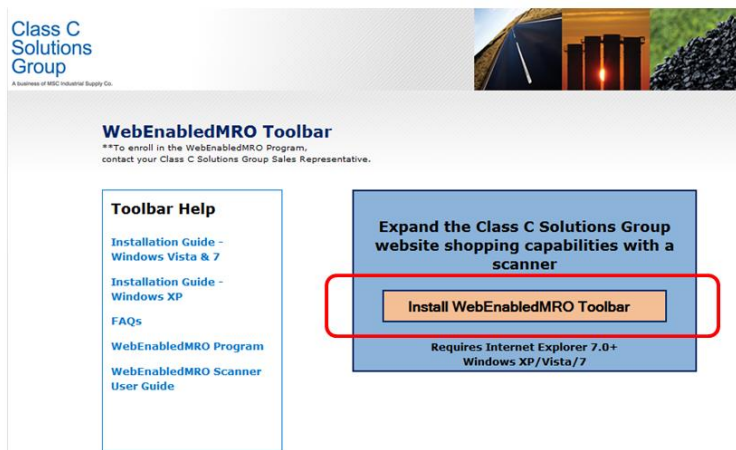 Class C
Solutions
Group
A business of MSC Industrial Supply Co.
WebEnabledMRO Toolbar
**To enroll in the WebEnabledMRO Program,
contact your Class C Solutions Group Sales Representative.
Toolbar Help
Installation Guide -
Windows Vista & 7
Installation Guide -
Windows XP
FAQs
WebEnabledMRO Program
WebEnabledMRO Scanner
User Guide
Expand the Class C Solutions Group
website shopping capabilities with a
scanner
Install WebEnabledMRO Toolbar
Requires Internet Explorer 7.0+
Windows XP/Vista/7